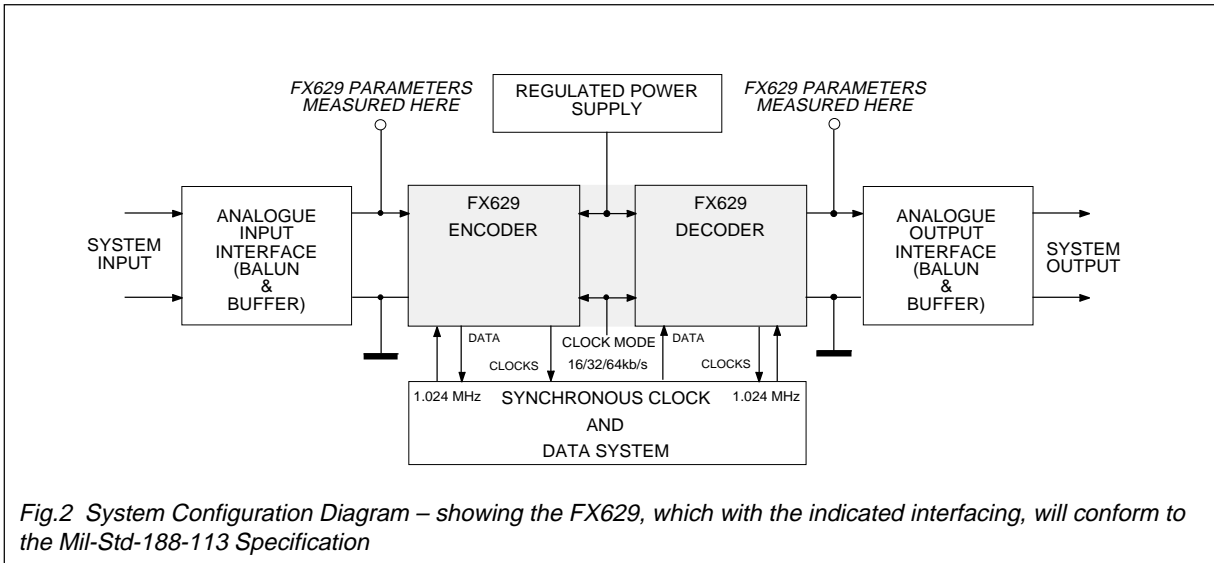 FX629 PARAMETERS
MEASURED HERE
REGULATED POWER
SUPPLY
FX629 PARAMETERS
MEASURED HERE
SYSTEM
INPUT
ANALOGUE
INPUT
INTERFACE
(BALUN
&
BUFFER)
FX629
ENCODER
FX629
DECODER
ANALOGUE
OUTPUT
INTERFACE
(BALUN
&
BUFFER)
SYSTEM
OUTPUT
DATA
CLOCKS
CLOCK MODE
16/32/64kb/s
DATA
CLOCKS
1.024 MHz
SYNCHRONOUS CLOCK
AND
DATA SYSTEM
1.024 MHz
Fig.2 System Configuration Diagram – showing the FX629, which with the indicated interfacing, will conform to
the Mil-Std-188-113 Specification